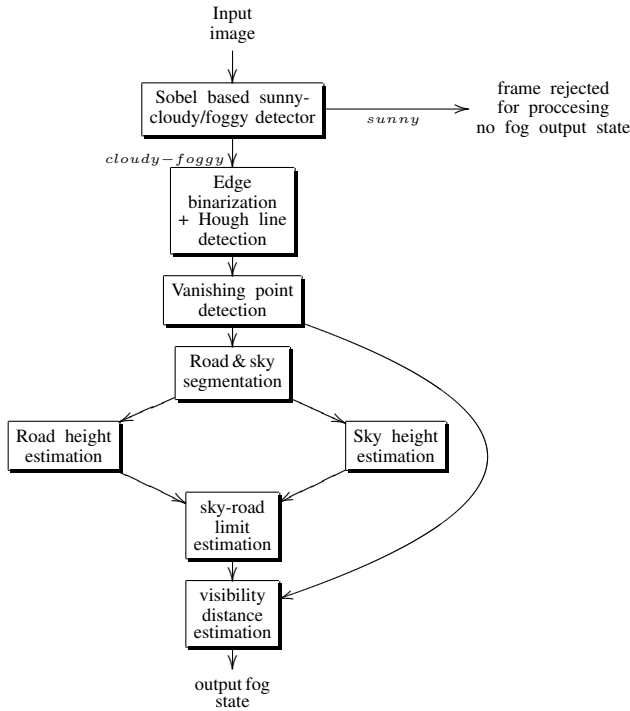 Input
image
Sobel based sunny-
cloudy/foggy detector
sunny
frame rejected
for proccesing
no fog output state
cloudy-foggy
Edge
binarization
+ Hough line
detection
Vanishing point
detection
Road & sky
segmentation
Road height
estimation
Sky height
estimation
sky-road
limit
estimation
visibility
distance
estimation
output fog
state